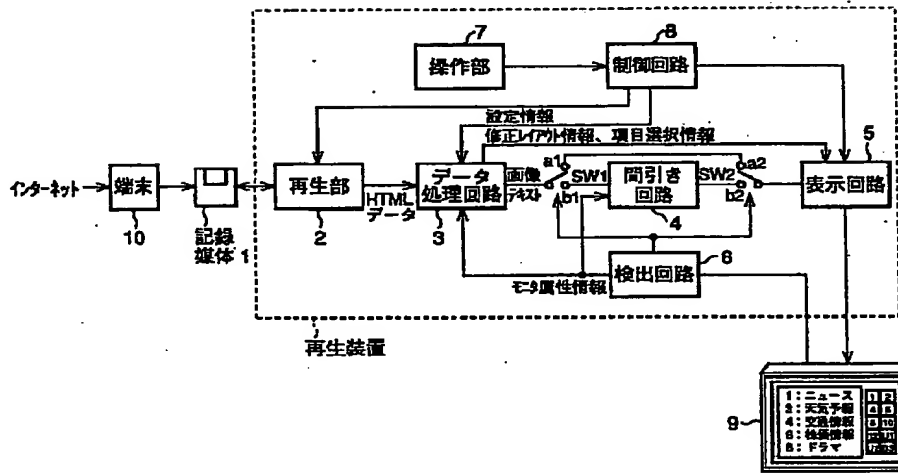 7
操作部
8
制御回路
設定情報
修正レイアウト情報、項目選択情報
5
インターネット
端末
10
記録
媒体 1
再生部
2
HTML
データ
データ
処理回路
3
画像
テキスト
a1
SW1
b1
間引き
回路
4
SW2
a2
b2
表示回路
検出回路
6
モニタ属性情報
再生装置
9
1:ニュース
3:天気予報
4:交通情報
6:株価情報
8:ドラマ
1 2
4 6
8 10